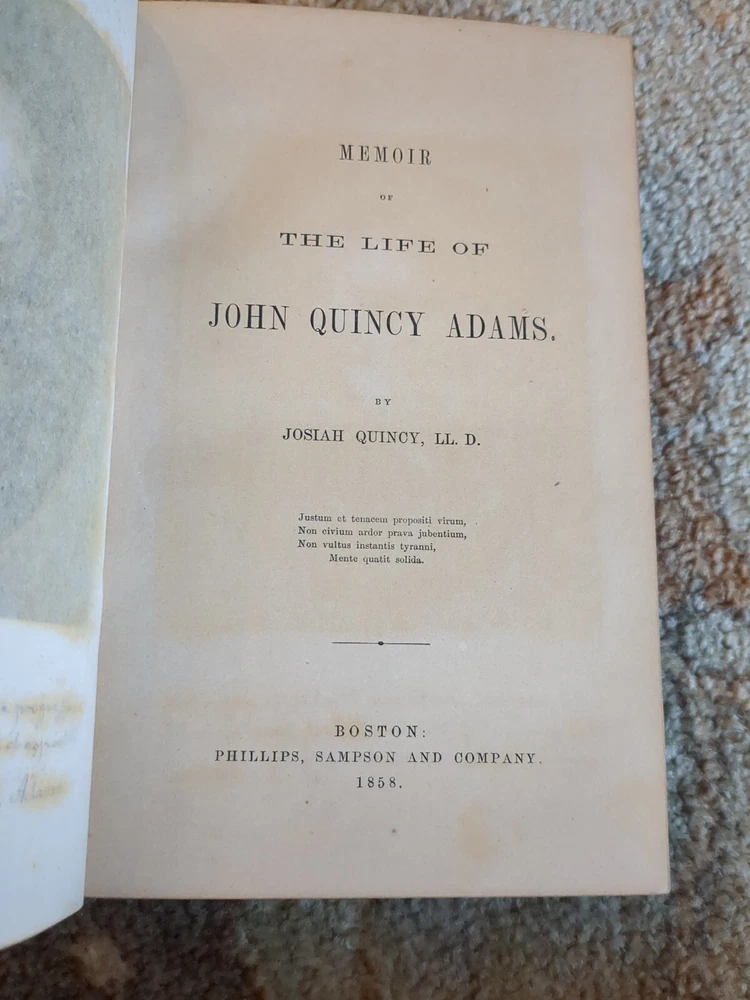 MEMOIR
OF
THE LIFE OF
JOHN QUINCY ADAMS.
BY
JOSIAH QUINCY, LL. D.
Justum et tenacem propositi virum,
Non civium ardor prava jubentium,
Non vultus instantis tyranni,
Mente quatit solida.
BOSTON:
PHILLIPS, SAMPSON AND COMPANY.
1858.